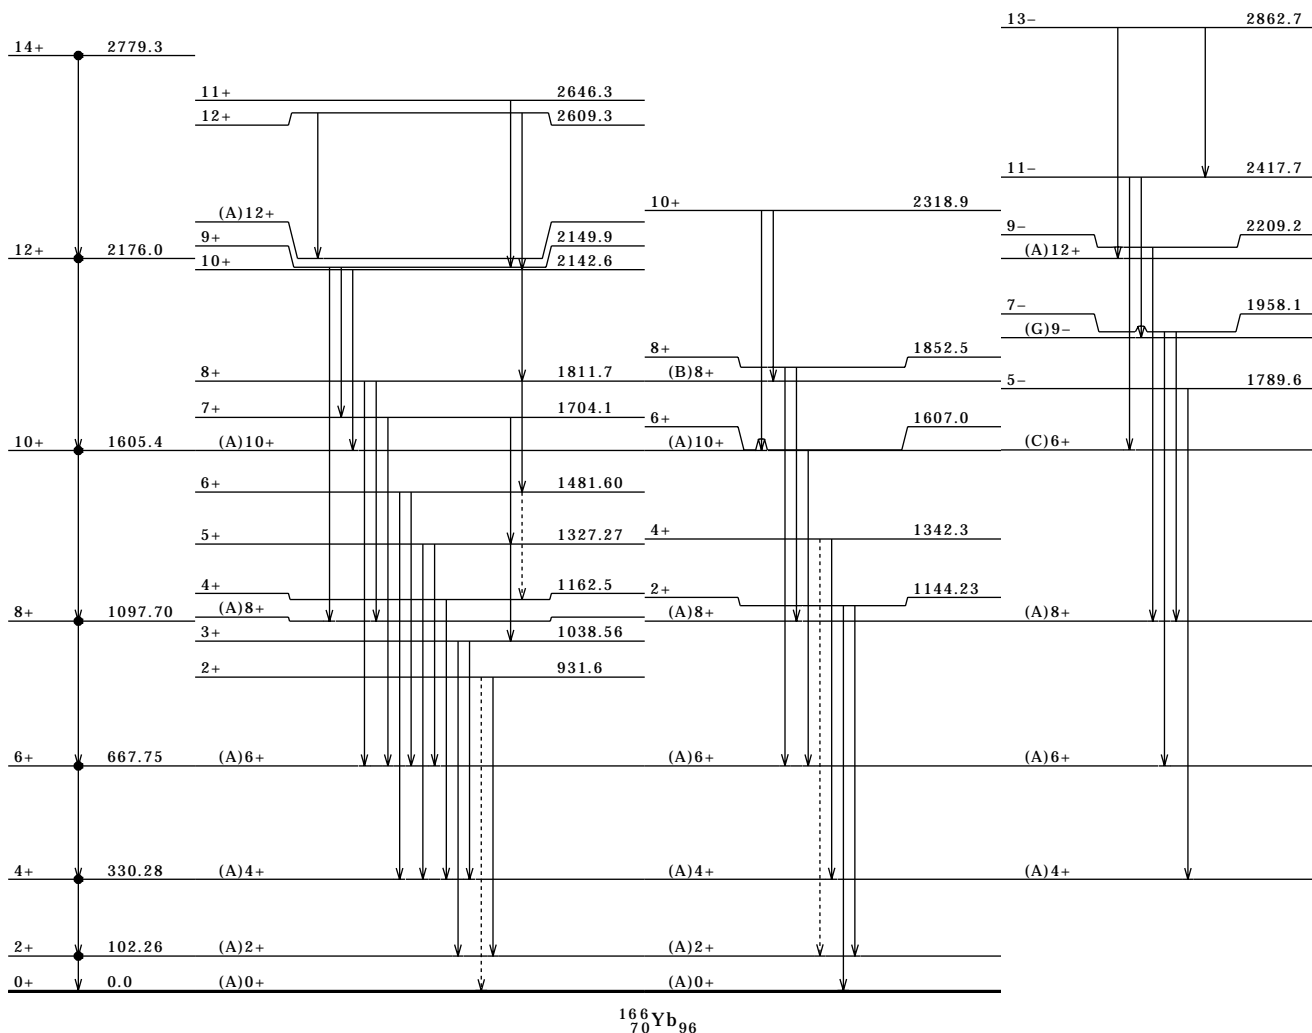 13− 2862.7
14+ 2779.3
11+ 2646.3
12+ 2609.3
11− 2417.7
10+ 2318.9
(A)12+
9− 2209.2
12+ 2176.0
9+ 2149.9
(A)12+
10+ 2142.6
7− 1958.1
(G)9−
8+ 1852.5
8+ 1811.7
(B)8+
5− 1789.6
7+ 1704.1
6+ 1607.0
10+ 1605.4
(A)10+
(A)10+
(C)6+
6+ 1481.60
4+ 1342.3
5+ 1327.27
4+ 1162.5
2+ 1144.23
8+ 1097.70
(A)8+
(A)8+
(A)8+
3+ 1038.56
2+ 931.6
6+ 667.75 (A)6+ (A)6+ (A)6+
4+ 330.28 (A)4+ (A)4+ (A)4+
2+ 102.26 (A)2+ (A)2+
0+ 0.0 (A)0+ (A)0+
166 70 Yb 96